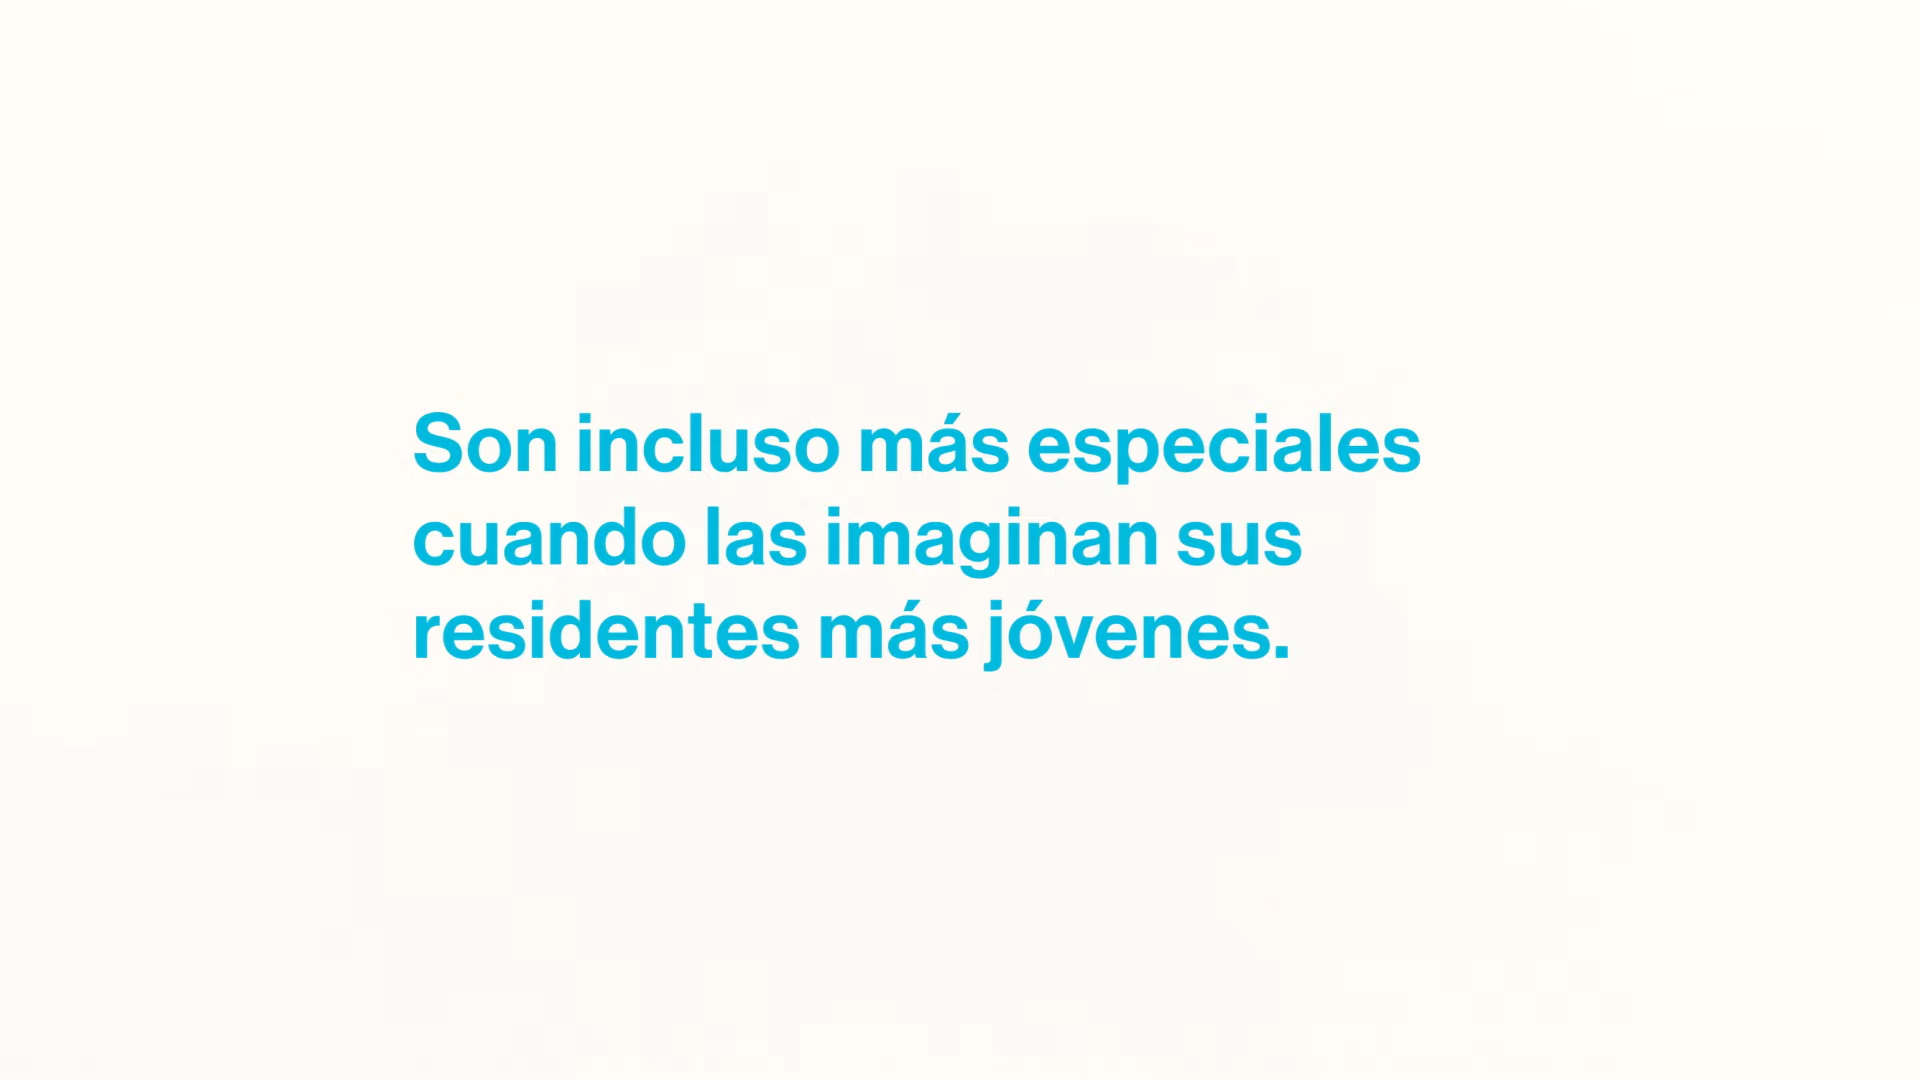 Son incluso más especiales
cuando las imaginan sus
residentes más jóvenes.